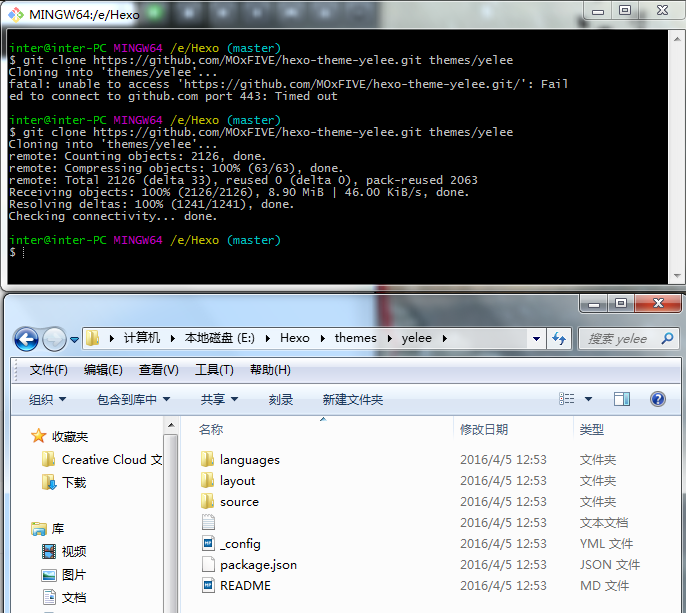 MINGW64:/e/Hexo
inter@inter-PC MINGW64 /e/Hexo (master)
$ git clone https://github.com/MOxFIVE/hexo-theme-yelee.git themes/yelee
Cloning into 'themes/yelee'...
fatal: unable to access 'https://github.com/MOxFIVE/hexo-theme-yelee.git/': Fail
ed to connect to github.com port 443: Timed out
inter@inter-PC MINGW64 /e/Hexo (master)
$ git clone https://github.com/MOxFIVE/hexo-theme-yelee.git themes/yelee
Cloning into 'themes/yelee'...
remote: Counting objects: 2126, done.
remote: Compressing objects: 100% (63/63), done.
remote: Total 2126 (delta 33), reused 0 (delta 0), pack-reused 2063
Receiving objects: 100% (2126/2126), 8.90 MiB | 46.00 KiB/s, done.
Resolving deltas: 100% (1241/1241), done.
Checking connectivity... done.
inter@inter-PC MINGW64 /e/Hexo (master)
$
计算机 本地磁盘 (E:) Hexo themes yelee 搜索 yelee
文件(F) 编辑(E) 查看(V) 工具(T) 帮助(H)
组织 包含到库中 共享 刻录 新建文件夹
收藏夹
Creative Cloud 文
下载
库
视频
图片
文档
名称 修改日期 类型
languages 2016/4/5 12:53 文件夹
layout 2016/4/5 12:53 文件夹
source 2016/4/5 12:53 文件夹
2016/4/5 12:53 文本文档
_config 2016/4/5 12:53 YML 文件
package.json 2016/4/5 12:53 JSON 文件
README 2016/4/5 12:53 MD 文件